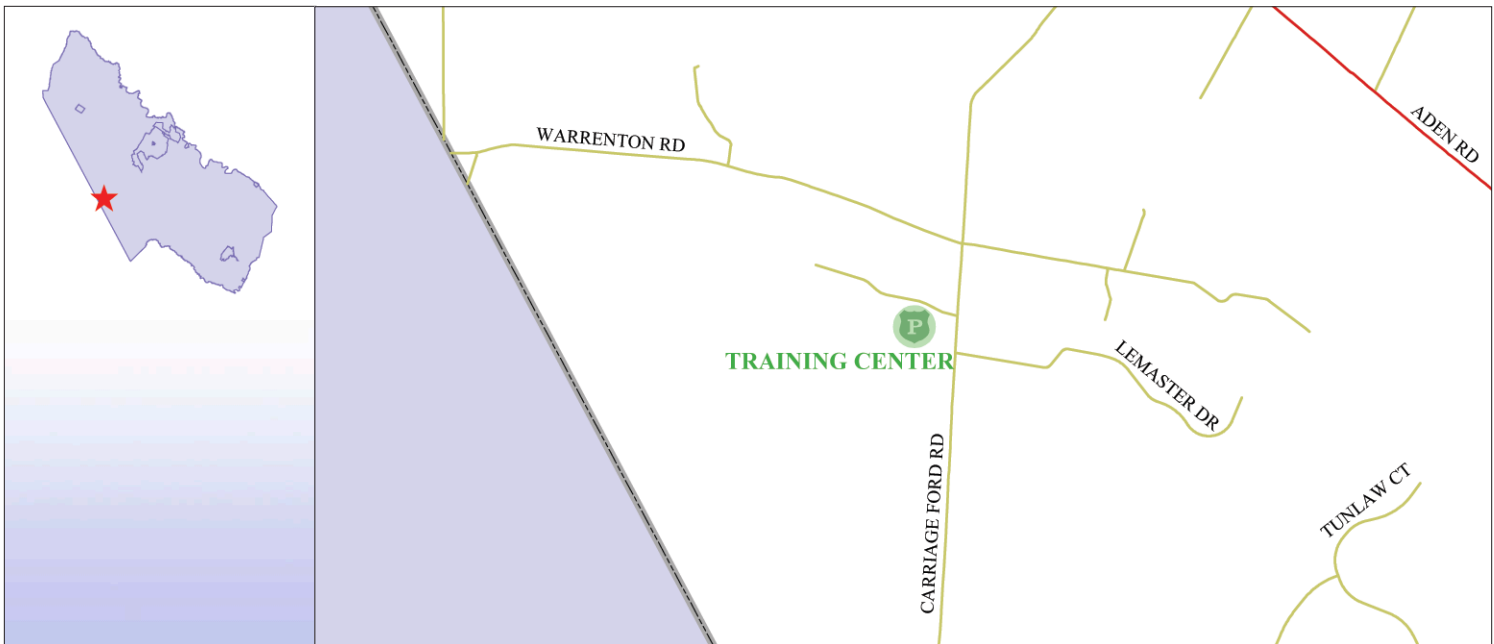 WARRENTON RD
ADEN RD
P
TRAINING CENTER
LEMASTER DR
CARRIAGE FORD RD
TUNLAW CT